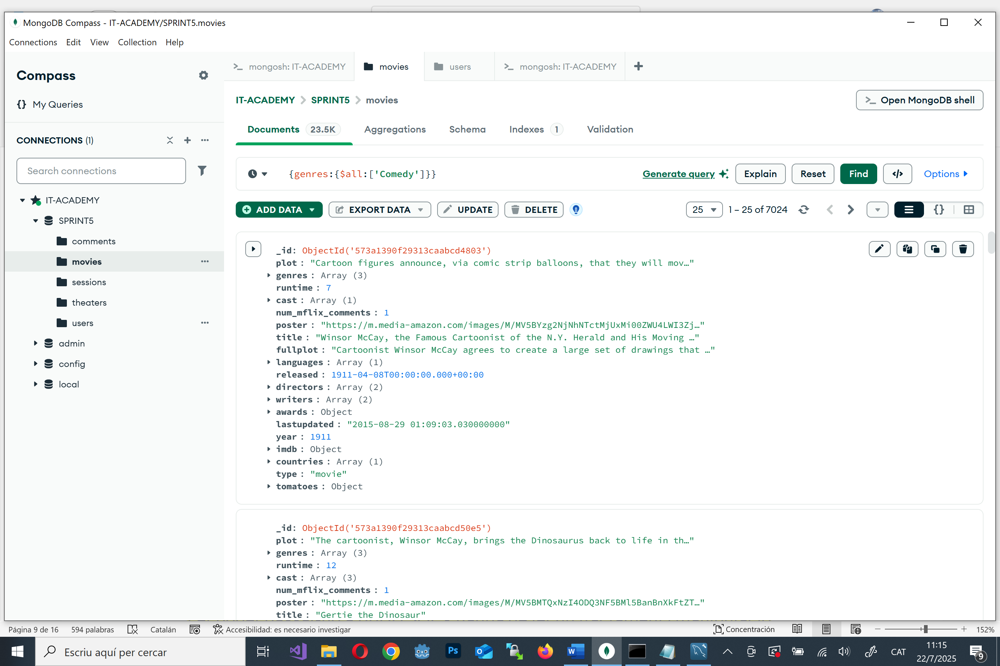 MongoDB Compass - IT-ACADEMY/SPRINT5.movies
Connections Edit View Collection Help
Compass
My Queries
CONNECTIONS (1)
Search connections
IT-ACADEMY
SPRINT5
comments
movies
sessions
theaters
users
admin
config
local
mongosh: IT-ACADEMY movies users mongosh: IT-ACADEMY
IT-ACADEMY SPRINT5 movies
Open MongoDB shell
Documents 23.5K Aggregations Schema Indexes 1 Validation
{genres:{$all:['Comedy']}}
Generate query Explain Reset Find </> Options
ADD DATA EXPORT DATA UPDATE DELETE
25 1 – 25 of 7024 {}
_id: ObjectId('573a1390f29313caabcd4803')
plot : "Cartoon figures announce, via comic strip balloons, that they will mov…"
genres : Array (3)
runtime : 7
cast : Array (1)
num_mflix_comments : 1
poster : "https://m.media-amazon.com/images/M/MV5BYzg2NjNhNTctMjUxMi00ZWU4LWI3Zj…"
title : "Winsor McCay, the Famous Cartoonist of the N.Y. Herald and His Moving …"
fullplot : "Cartoonist Winsor McCay agrees to create a large set of drawings that …"
languages : Array (1)
released : 1911-04-08T00:00:00.000+00:00
directors : Array (2)
writers : Array (2)
awards : Object
lastupdated : "2015-08-29 01:09:03.030000000"
year : 1911
imdb : Object
countries : Array (1)
type : "movie"
tomatoes : Object
_id: ObjectId('573a1390f29313caabcd50e5')
plot : "The cartoonist, Winsor McCay, brings the Dinosaurus back to life in th…"
genres : Array (3)
runtime : 12
cast : Array (3)
num_mflix_comments : 1
poster : "https://m.media-amazon.com/images/M/MV5BMTQxNzI4ODQ3NF5BMl5BanBnXkFtZT…"
title : "Gertie the Dinosaur"
Página 9 de 16 594 palabras Catalán Accesibilidad: es necesario investigar Concentración 152%
Escriu aquí per cercar
Ps
CAT
11:15
22/7/2025
9